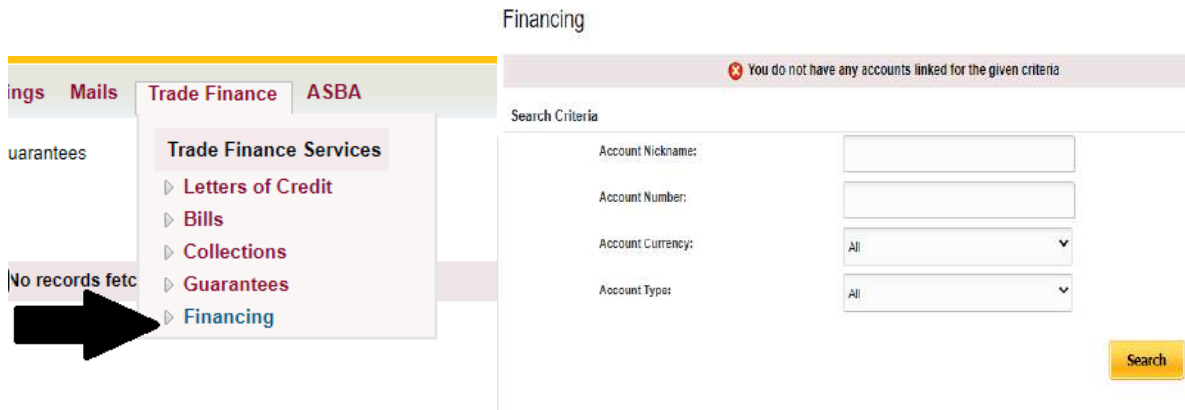 ings Mails Trade Finance ASBA
uarantees
Trade Finance Services
Letters of Credit
Bills
Collections
Guarantees
No records fetc
Financing
Financing
You do not have any accounts linked for the given criteria
Search Criteria
Account Nickname:
Account Number:
Account Currency: All
Account Type: All
Search